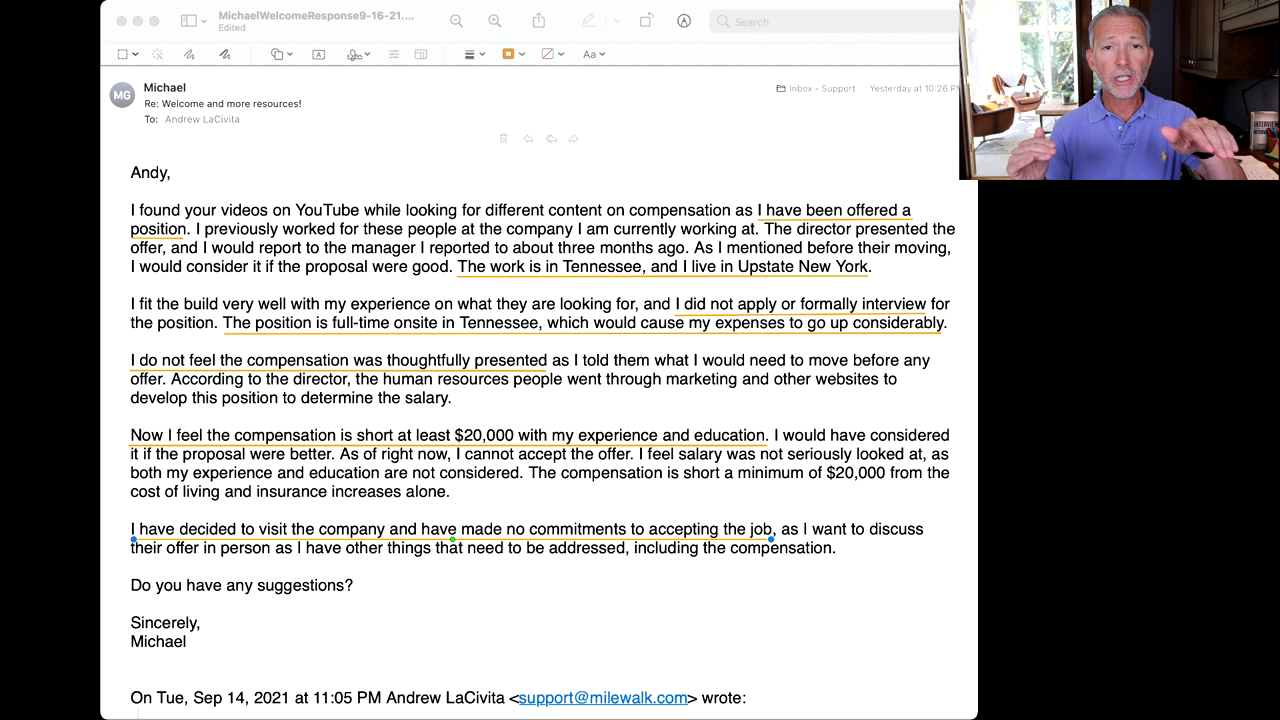 MichaelWelcomeResponse9-16-21....
Edited
Search
Aa
MG
Michael
Inbox - Support Yesterday at 10:26 PM
Re: Welcome and more resources!
To: Andrew LaCivita
Andy,
I found your videos on YouTube while looking for different content on compensation as I have been offered a
position. I previously worked for these people at the company I am currently working at. The director presented the
offer, and I would report to the manager I reported to about three months ago. As I mentioned before their moving,
I would consider it if the proposal were good. The work is in Tennessee, and I live in Upstate New York.
I fit the build very well with my experience on what they are looking for, and I did not apply or formally interview for
the position. The position is full-time onsite in Tennessee, which would cause my expenses to go up considerably.
I do not feel the compensation was thoughtfully presented as I told them what I would need to move before any
offer. According to the director, the human resources people went through marketing and other websites to
develop this position to determine the salary.
Now I feel the compensation is short at least $20,000 with my experience and education. I would have considered
it if the proposal were better. As of right now, I cannot accept the offer. I feel salary was not seriously looked at, as
both my experience and education are not considered. The compensation is short a minimum of $20,000 from the
cost of living and insurance increases alone.
I have decided to visit the company and have made no commitments to accepting the job, as I want to discuss
their offer in person as I have other things that need to be addressed, including the compensation.
Do you have any suggestions?
Sincerely,
Michael
On Tue, Sep 14, 2021 at 11:05 PM Andrew LaCivita <support@milewalk.com> wrote:
INTERVIEW